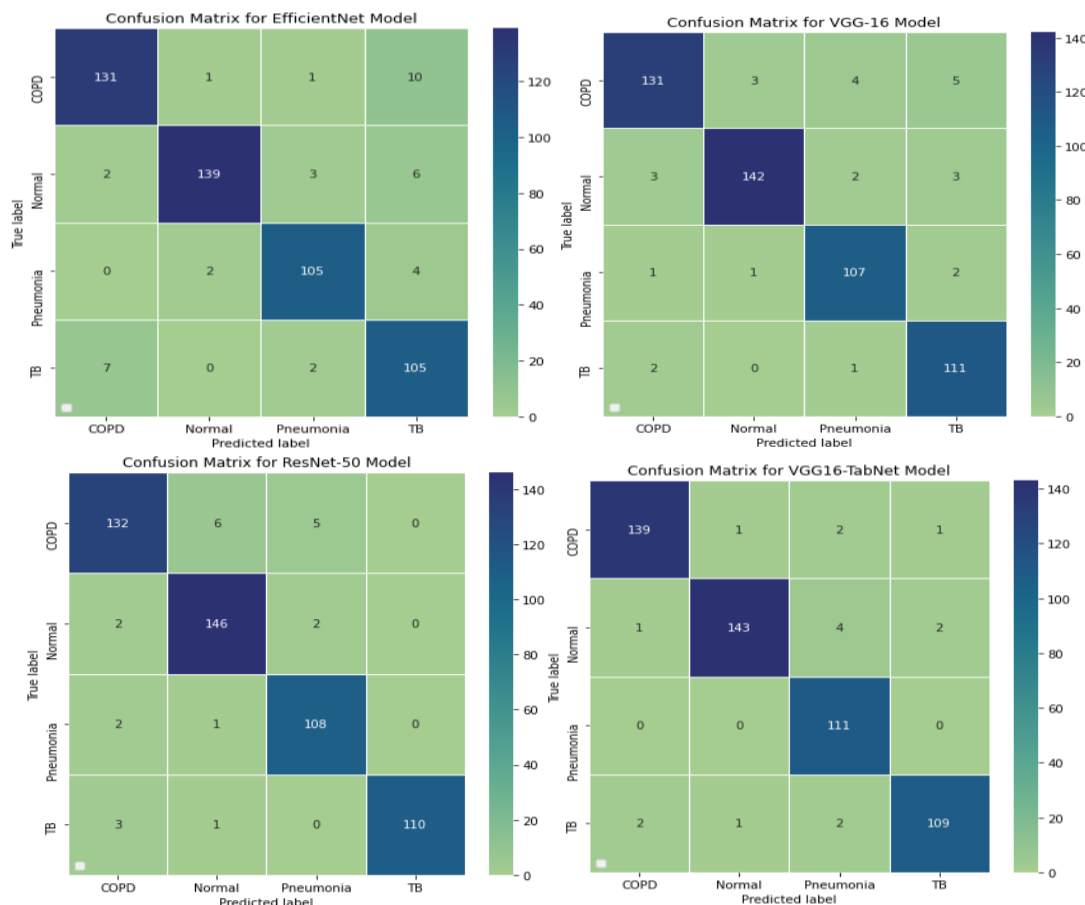 Confusion Matrix for EfficientNet Model
COPD 131 1 1 10
Normal 2 139 3 6
Pneumonia 0 2 105 4
TB 7 0 2 105
True label
COPD Normal Pneumonia TB
Predicted label
120
100
80
60
40
20
0
Confusion Matrix for VGG-16 Model
COPD 131 3 4 5
Normal 3 142 2 3
Pneumonia 1 1 107 2
TB 2 0 1 111
True label
COPD Normal Pneumonia TB
Predicted label
140
120
100
80
60
40
20
0
Confusion Matrix for ResNet-50 Model
COPD 132 6 5 0
Normal 2 146 2 0
Pneumonia 2 1 108 0
TB 3 1 0 110
True label
COPD Normal Pneumonia TB
Predicted label
140
120
100
80
60
40
20
0
Confusion Matrix for VGG16-TabNet Model
COPD 139 1 2 1
Normal 1 143 4 2
Pneumonia 0 0 111 0
TB 2 1 2 109
True label
COPD Normal Pneumonia TB
Predicted label
140
120
100
80
60
40
20
0